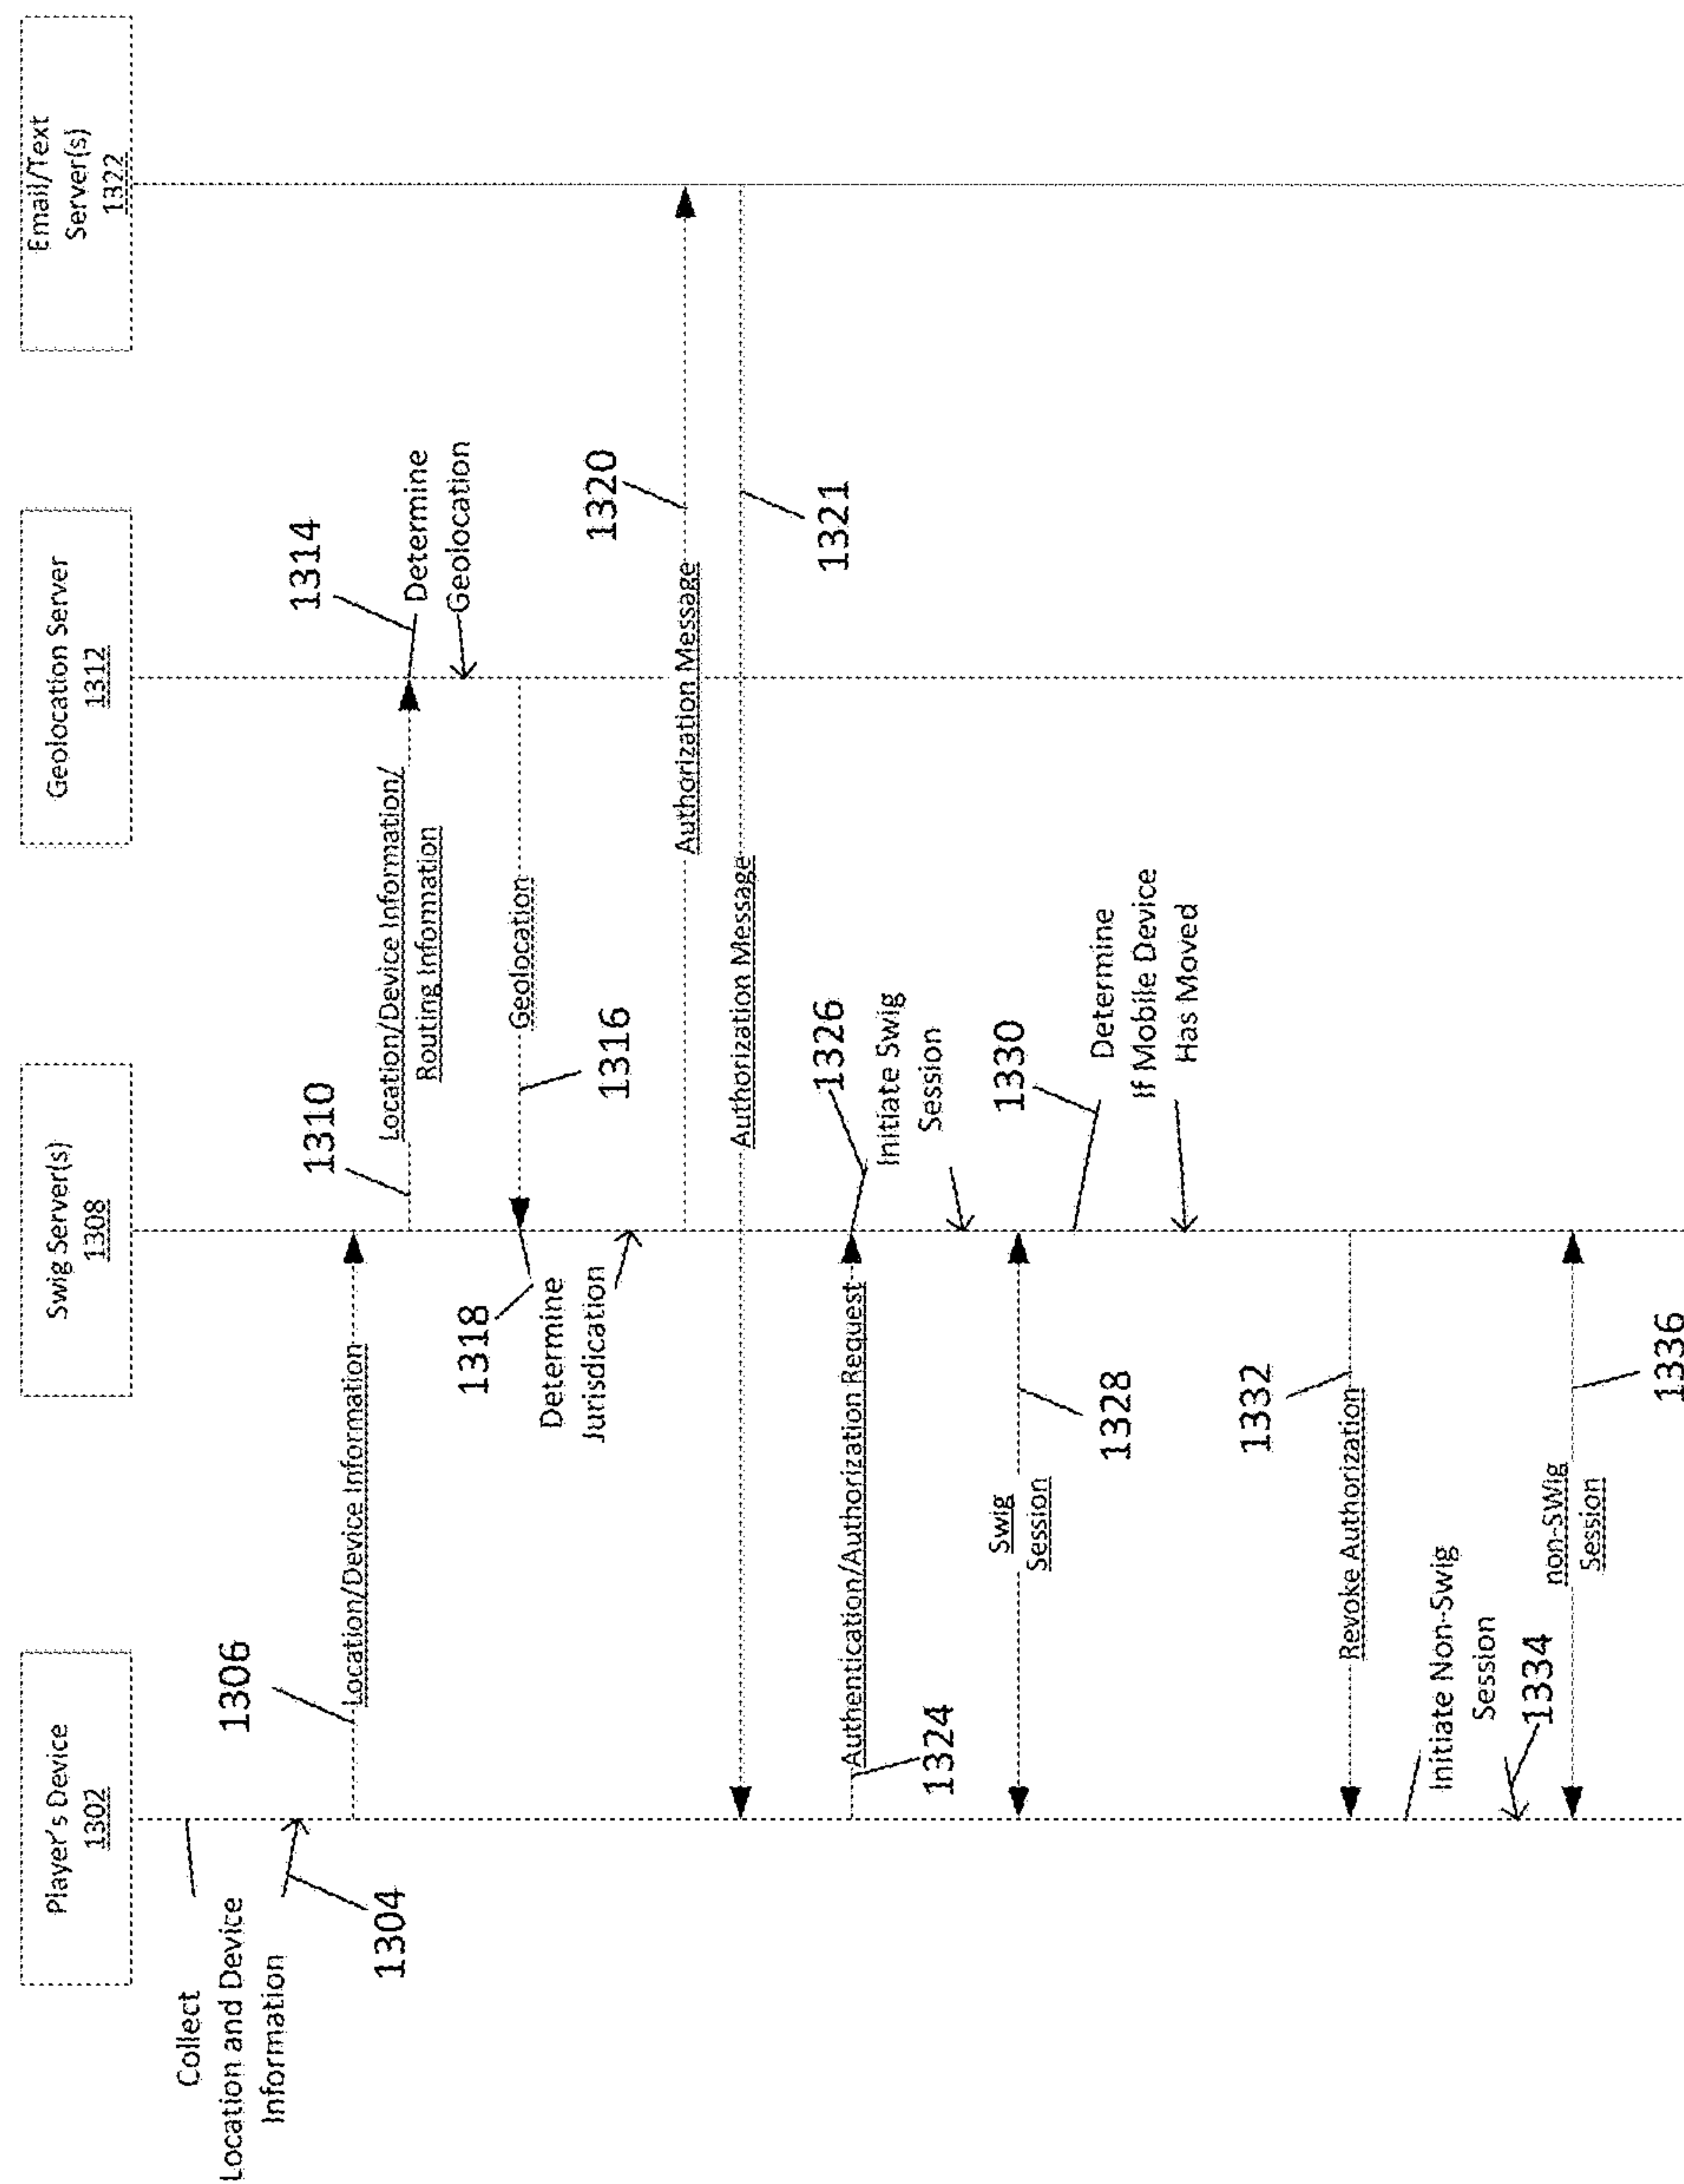 Player's Device
1302
Swig Server(s)
1308
Geolocation Server
1312
Email/Text
Server(s)
1322
Collect
Location and Device
Information
1304
1306
Location/Device Information
1310
Location/Device Information/
Routing Information
1314
Determine
Geolocation
Geolocation
1316
1318
Determine
Jurisdication
1320
Authorization Message
Authorization Message
1321
Authentication/Authorization Request
1324
1326
Initiate Swig
Session
Swig
Session
1328
1330
Determine
If Mobile Device
Has Moved
1332
Revoke Authorization
Initiate Non-Swig
Session
1334
non-SWig
Session
1336